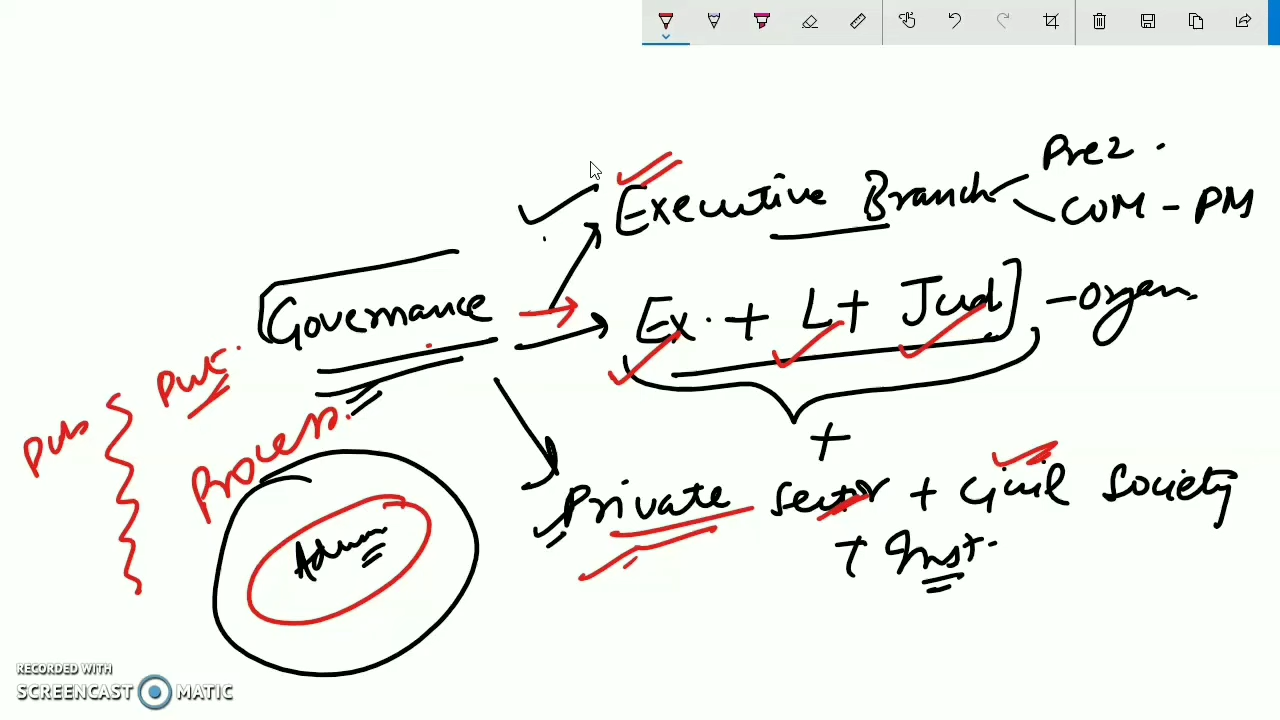 Prez.
Executive Branch
COM - PM
Governance
Ex. + L + Jud] - organ
Pub
Process.
+
Private Sector + Civil Society
+ Inst.
Admn
RECORDED WITH
SCREENCAST MATIC